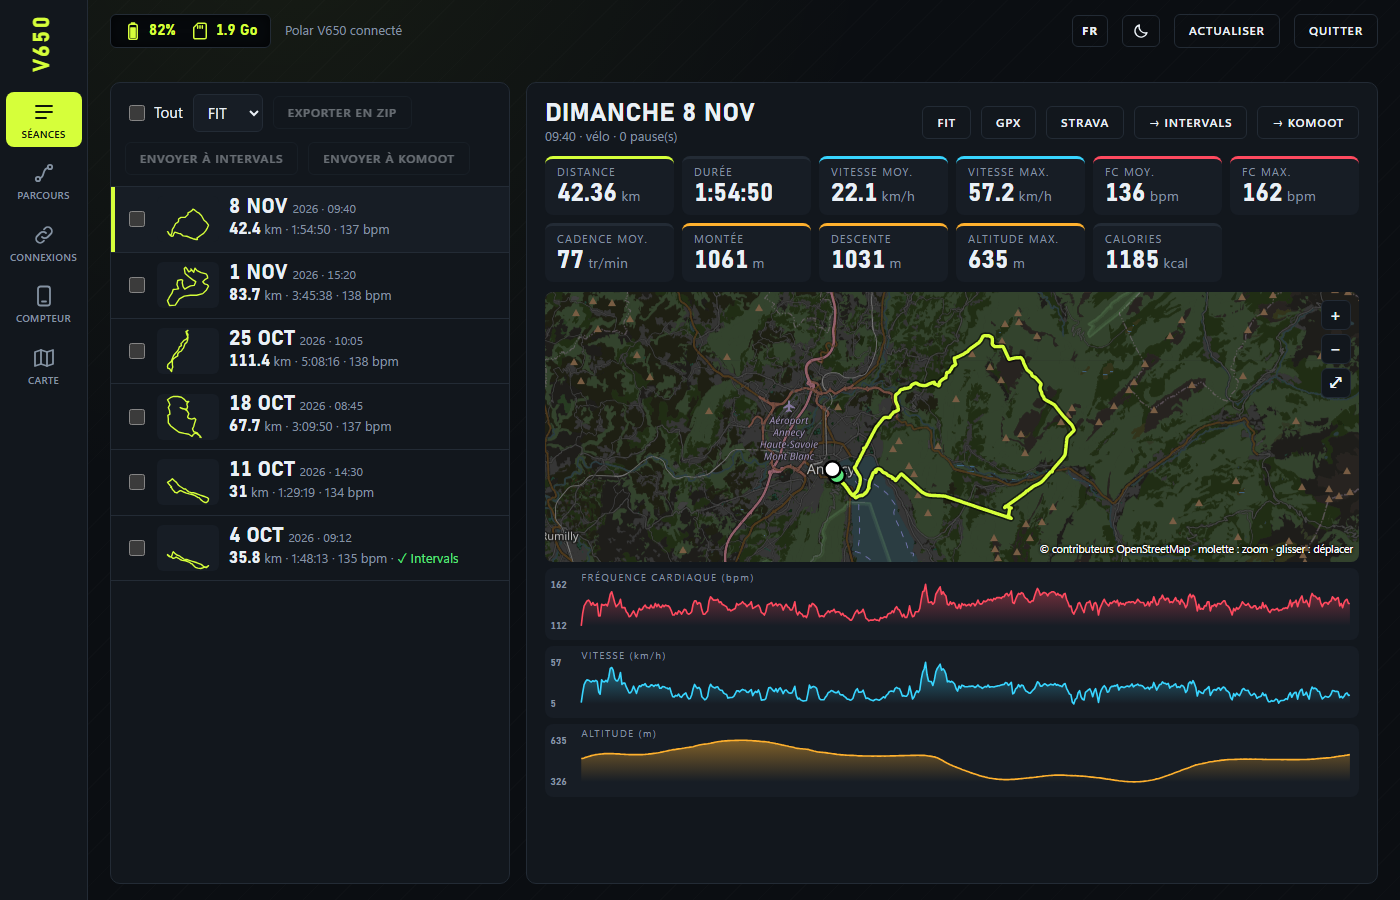 V650
82% 1.9 Go Polar V650 connecté
FR ACTUALISER QUITTER
SÉANCES
PARCOURS
CONNEXIONS
COMPTEUR
CARTE
Tout FIT EXPORTER EN ZIP
ENVOYER À INTERVALS ENVOYER À KOMOOT
8 NOV 2026 · 09:40
42.4 km · 1:54:50 · 137 bpm
1 NOV 2026 · 15:20
83.7 km · 3:45:38 · 138 bpm
25 OCT 2026 · 10:05
111.4 km · 5:08:16 · 138 bpm
18 OCT 2026 · 08:45
67.7 km · 3:09:50 · 137 bpm
11 OCT 2026 · 14:30
31 km · 1:29:19 · 134 bpm
4 OCT 2026 · 09:12
35.8 km · 1:48:13 · 135 bpm · ✓ Intervals
DIMANCHE 8 NOV
09:40 · vélo · 0 pause(s)
FIT GPX STRAVA → INTERVALS → KOMOOT
DISTANCE
42.36 km
DURÉE
1:54:50
VITESSE MOY.
22.1 km/h
VITESSE MAX.
57.2 km/h
FC MOY.
136 bpm
FC MAX.
162 bpm
CADENCE MOY.
77 tr/min
MONTÉE
1061 m
DESCENTE
1031 m
ALTITUDE MAX.
635 m
CALORIES
1185 kcal
+
−
Aéroport
Annecy
Haute-Savoie
Mont Blanc
Annecy
Rumilly
© contributeurs OpenStreetMap · molette : zoom · glisser : déplacer
FRÉQUENCE CARDIAQUE (bpm)
162
112
VITESSE (km/h)
57
5
ALTITUDE (m)
635
326